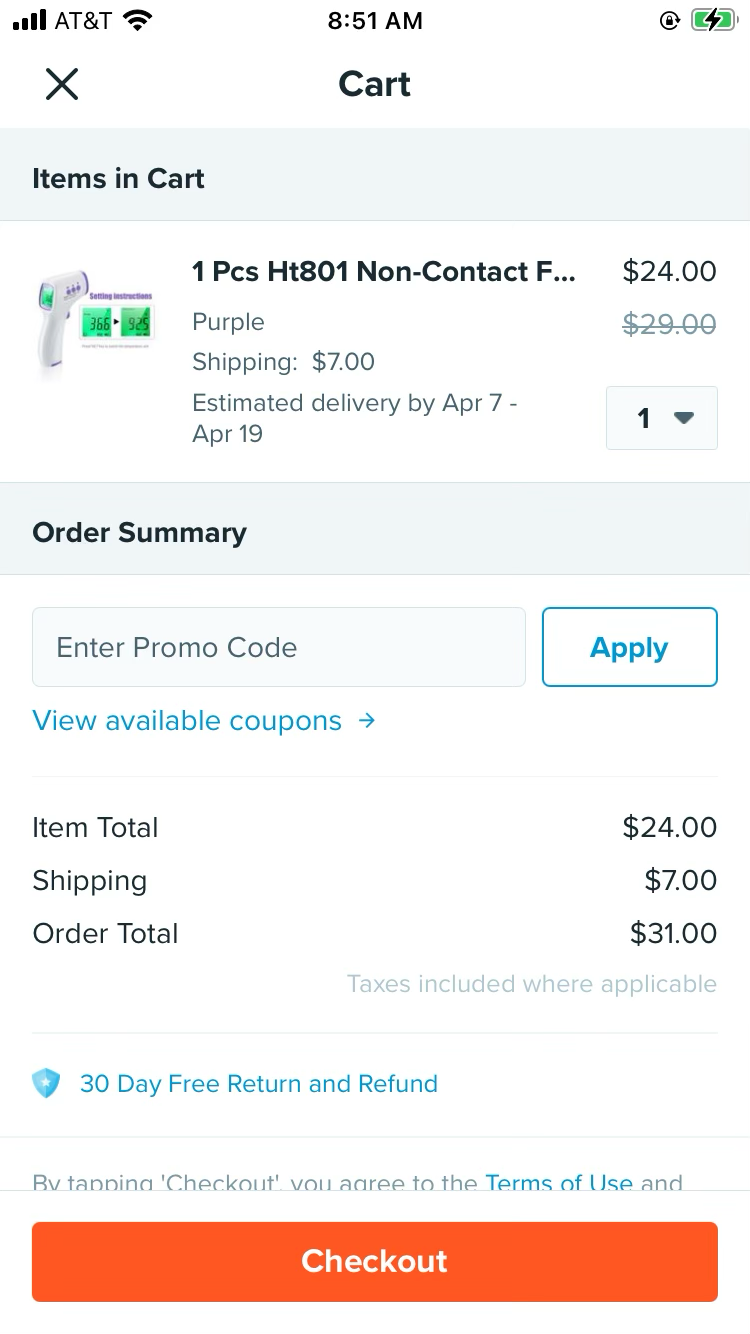 AT&T 8:51 AM
Cart
Items in Cart
1 Pcs Ht801 Non-Contact F... $24.00
Purple $29.00
Shipping: $7.00
Estimated delivery by Apr 7 -
Apr 19
1
Setting instructions
36.6 92.5
Order Summary
Enter Promo Code Apply
View available coupons →
Item Total $24.00
Shipping $7.00
Order Total $31.00
Taxes included where applicable
30 Day Free Return and Refund
By tapping 'Checkout', you agree to the Terms of Use and
Checkout